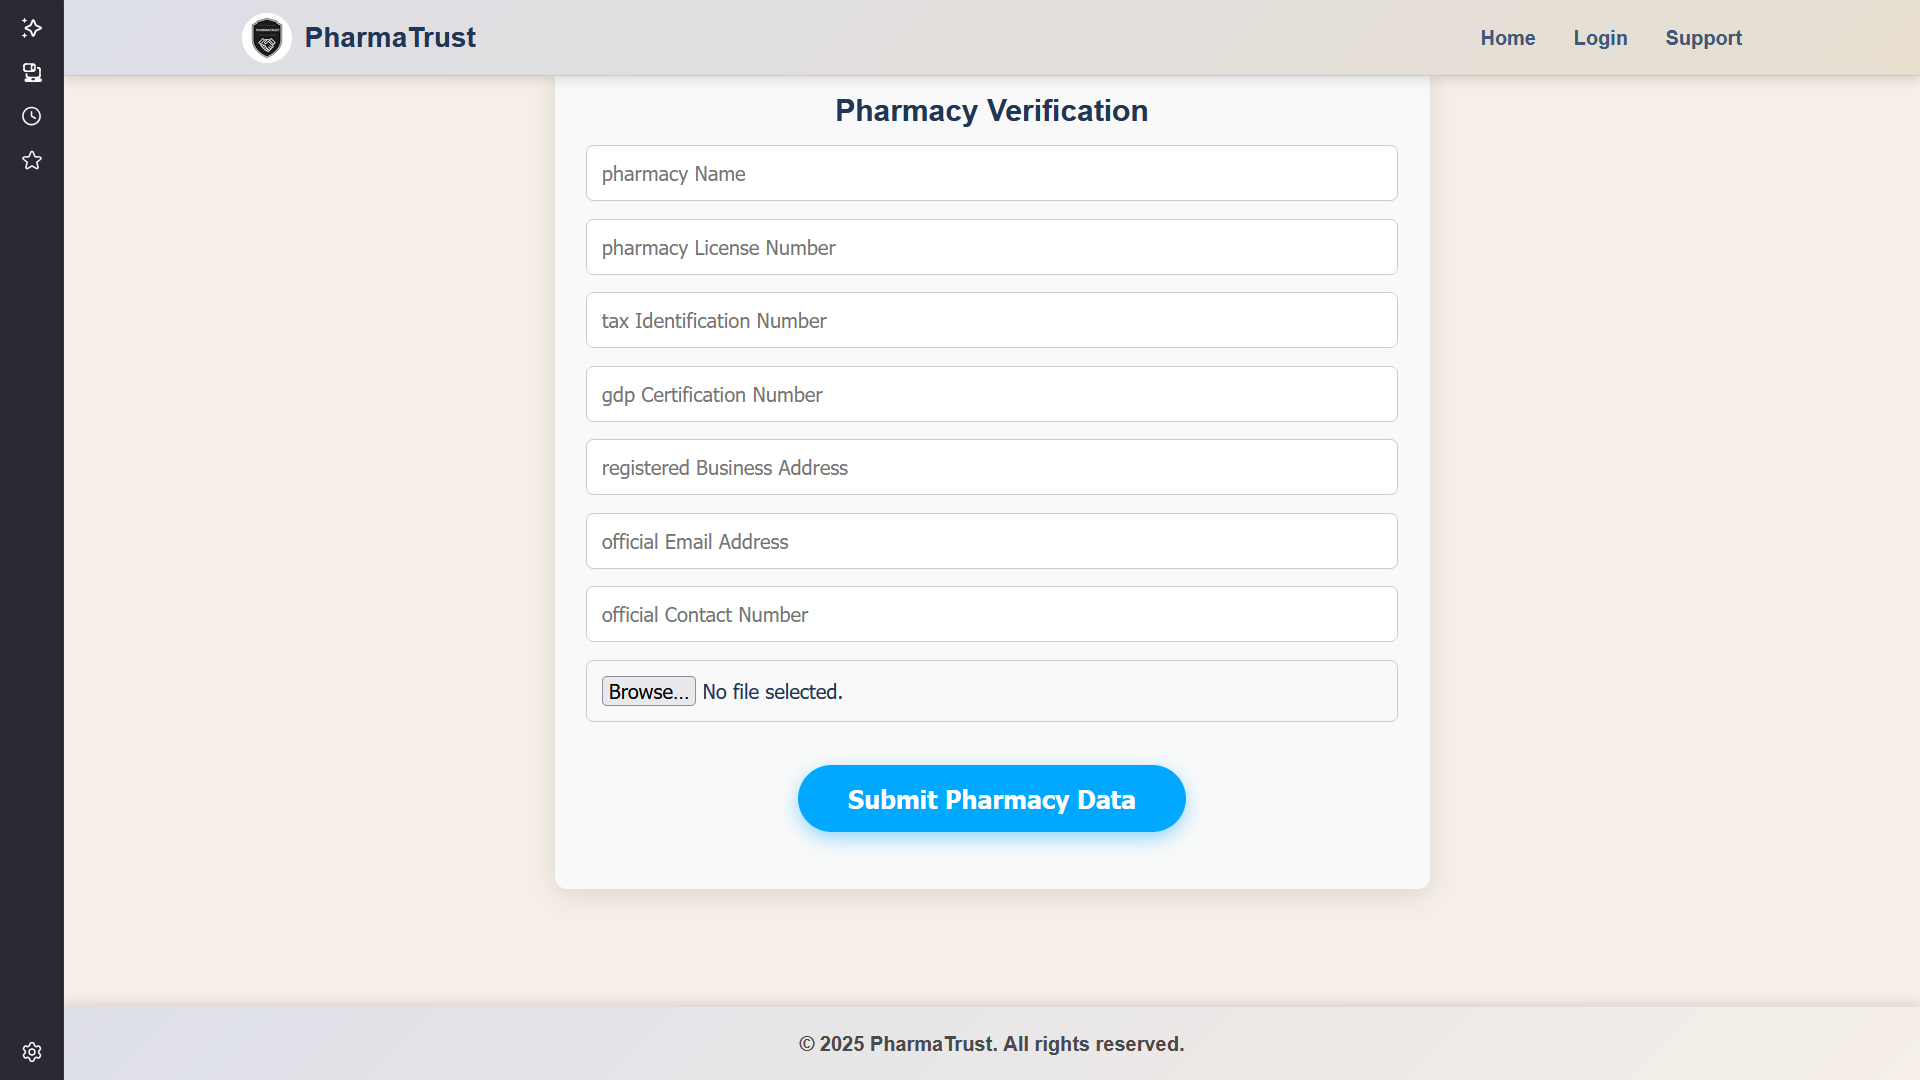 PharmaTrust
Home
Login
Support
Pharmacy Verification
pharmacy Name
pharmacy License Number
tax Identification Number
gdp Certification Number
registered Business Address
official Email Address
official Contact Number
Browse... No file selected.
Submit Pharmacy Data
© 2025 PharmaTrust. All rights reserved.